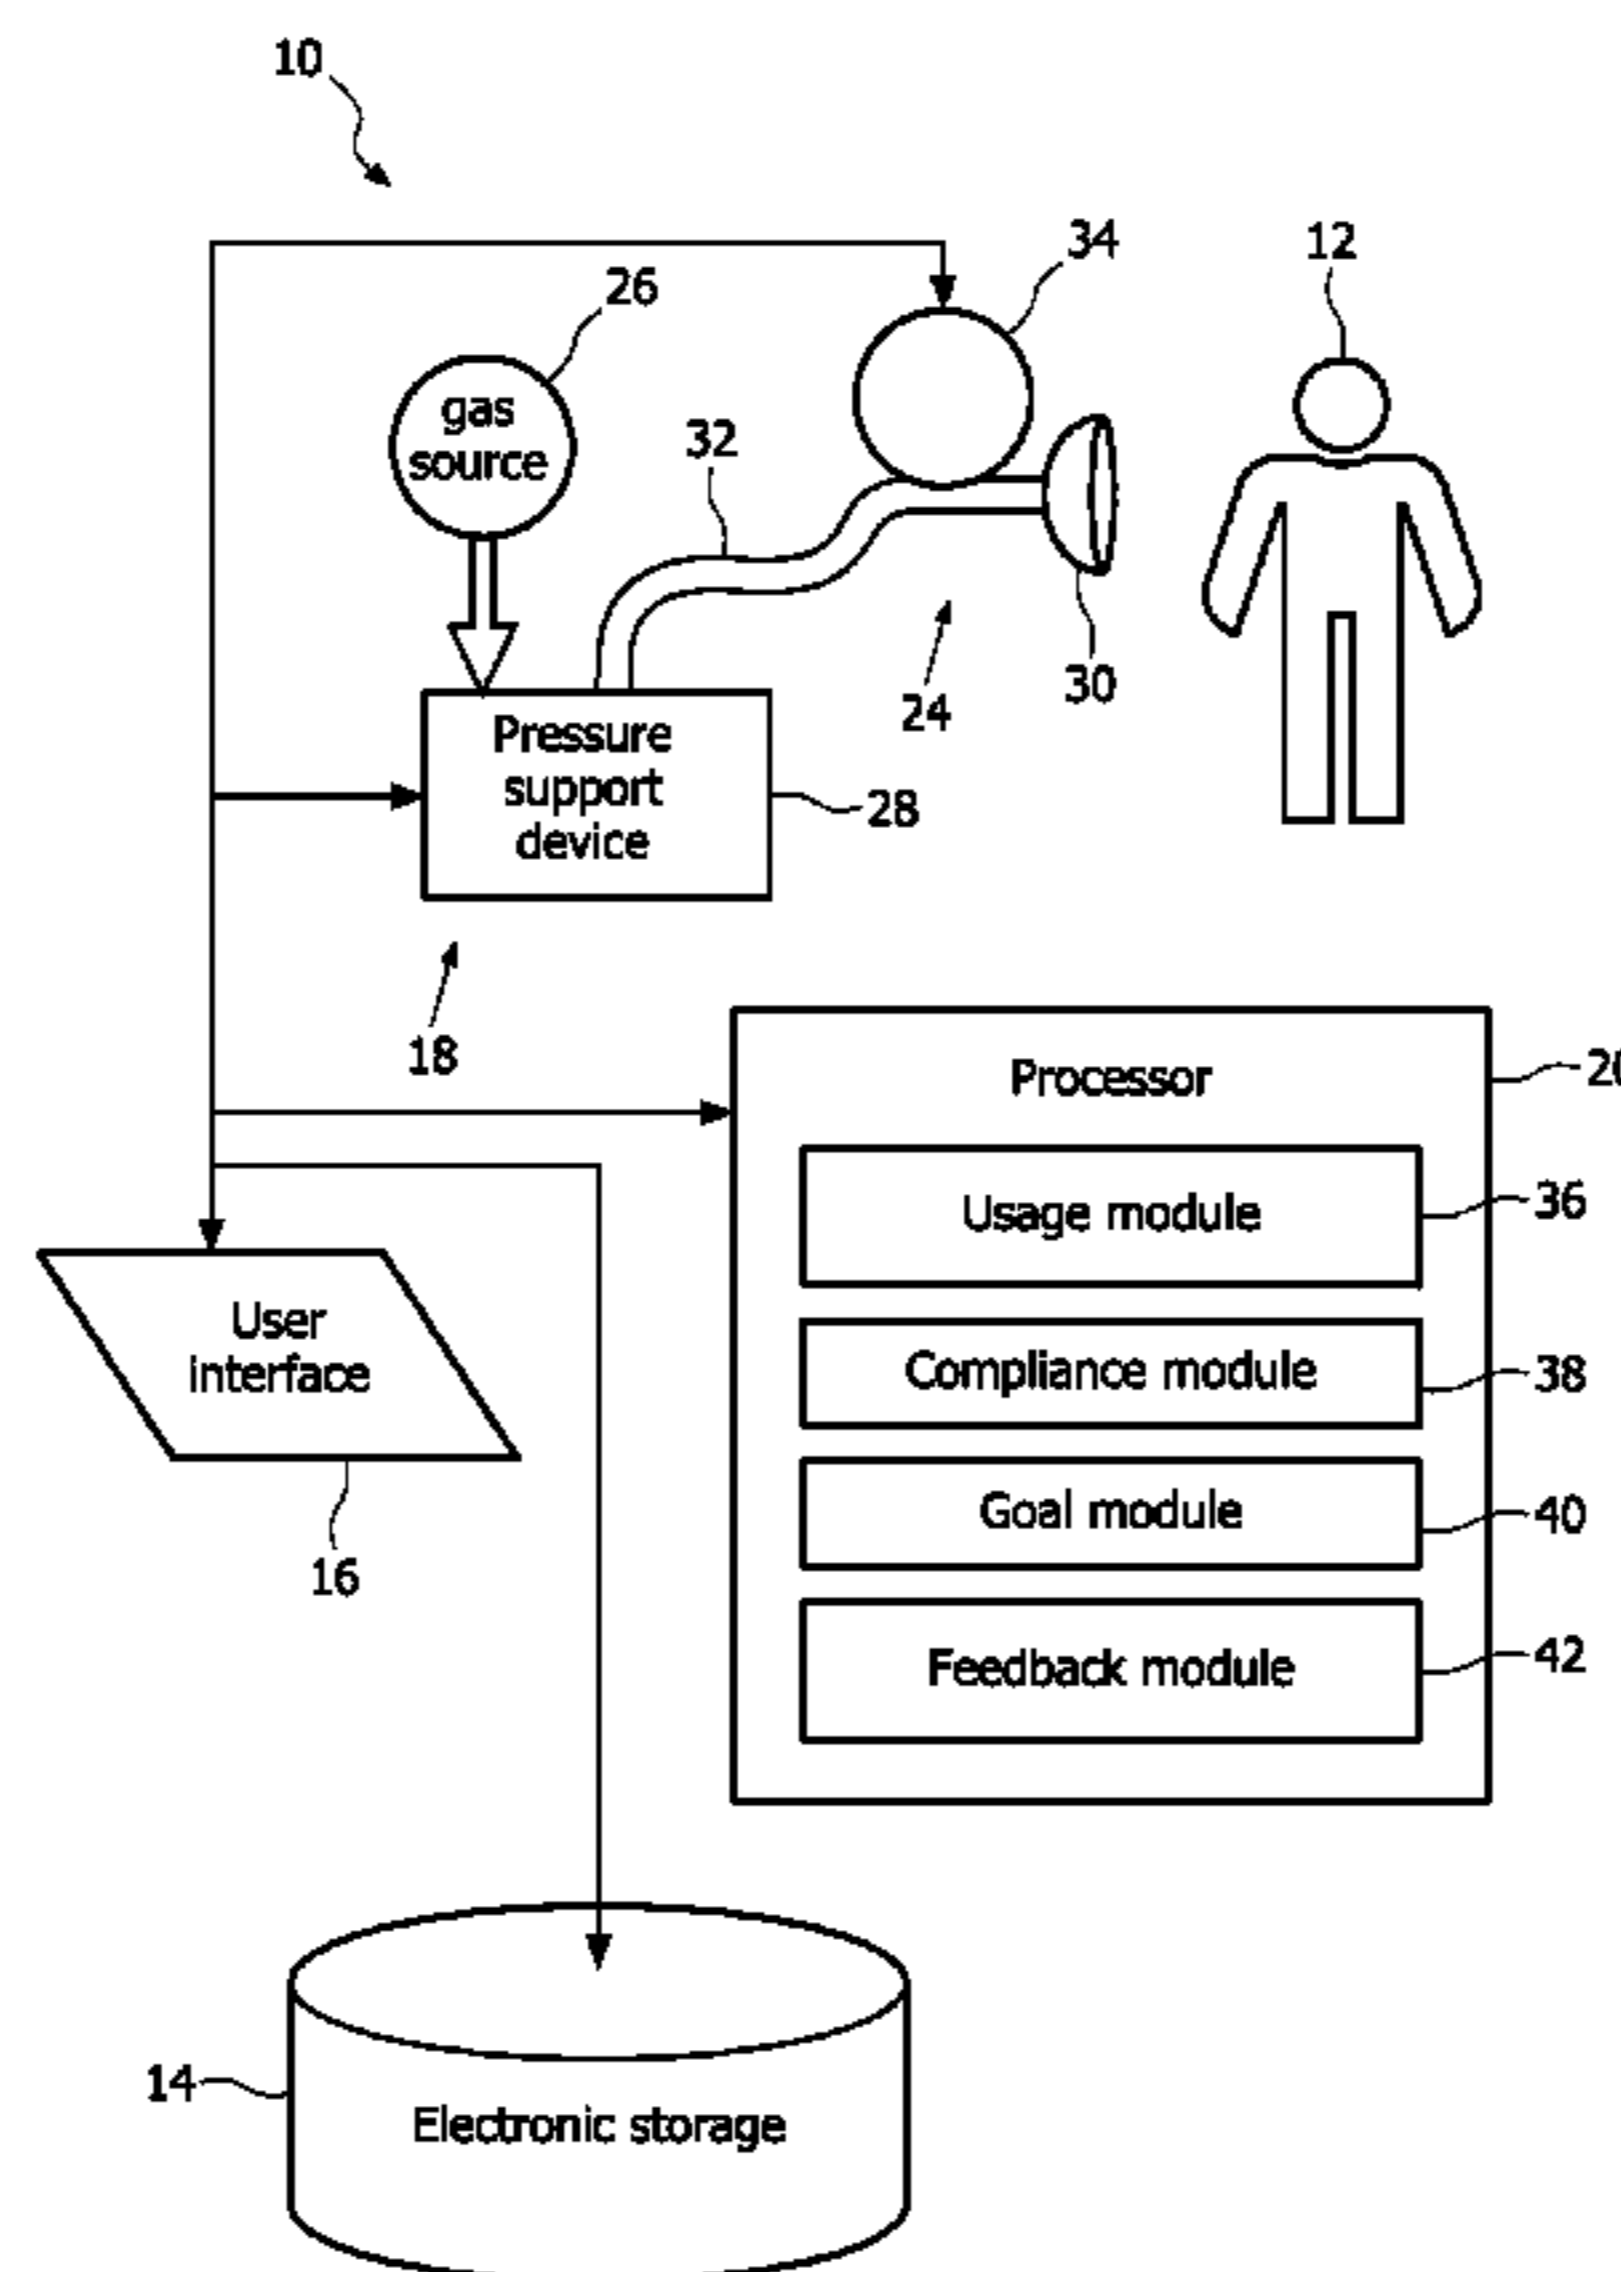 10
34
12
26
gas
source
32
30
24
Pressure
support
device
28
18
Processor
Usage module
36
User
interface
Compliance module
38
Goal module
40
16
Feedback module
42
14
Electronic storage